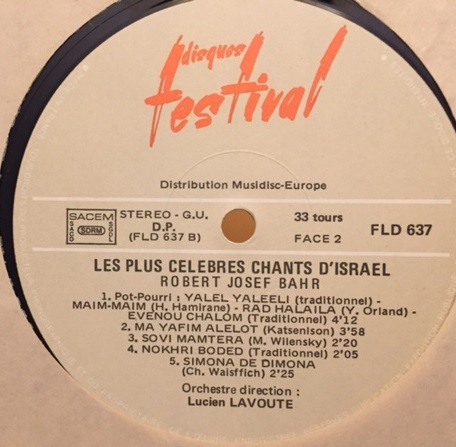 disques
festival
Distribution Musidisc-Europe
SACEM
SACD
SDRM
SGDL
STEREO - G.U.
D.P.
(FLD 637 B)
33 tours
FACE 2
FLD 637
LES PLUS CELEBRES CHANTS D'ISRAEL
ROBERT JOSEF BAHR
1. Pot-Pourri : YALEL YALEELI (traditionnel) -
MAIM-MAIM (H. Hamirane) - RAD HALAILA (Y. Orland) -
EVENOU CHALOM (Traditionnel) 4'12
2. MA YAFIM ALELOT (Katsenison) 3'58
3. SOVI MAMTERA (M. Wilensky) 2'20
4. NOKHRI BODED (Traditionnel) 2'05
5. SIMONA DE DIMONA
(Ch. Waisffich) 2'25
Orchestre direction :
Lucien LAVOUTE